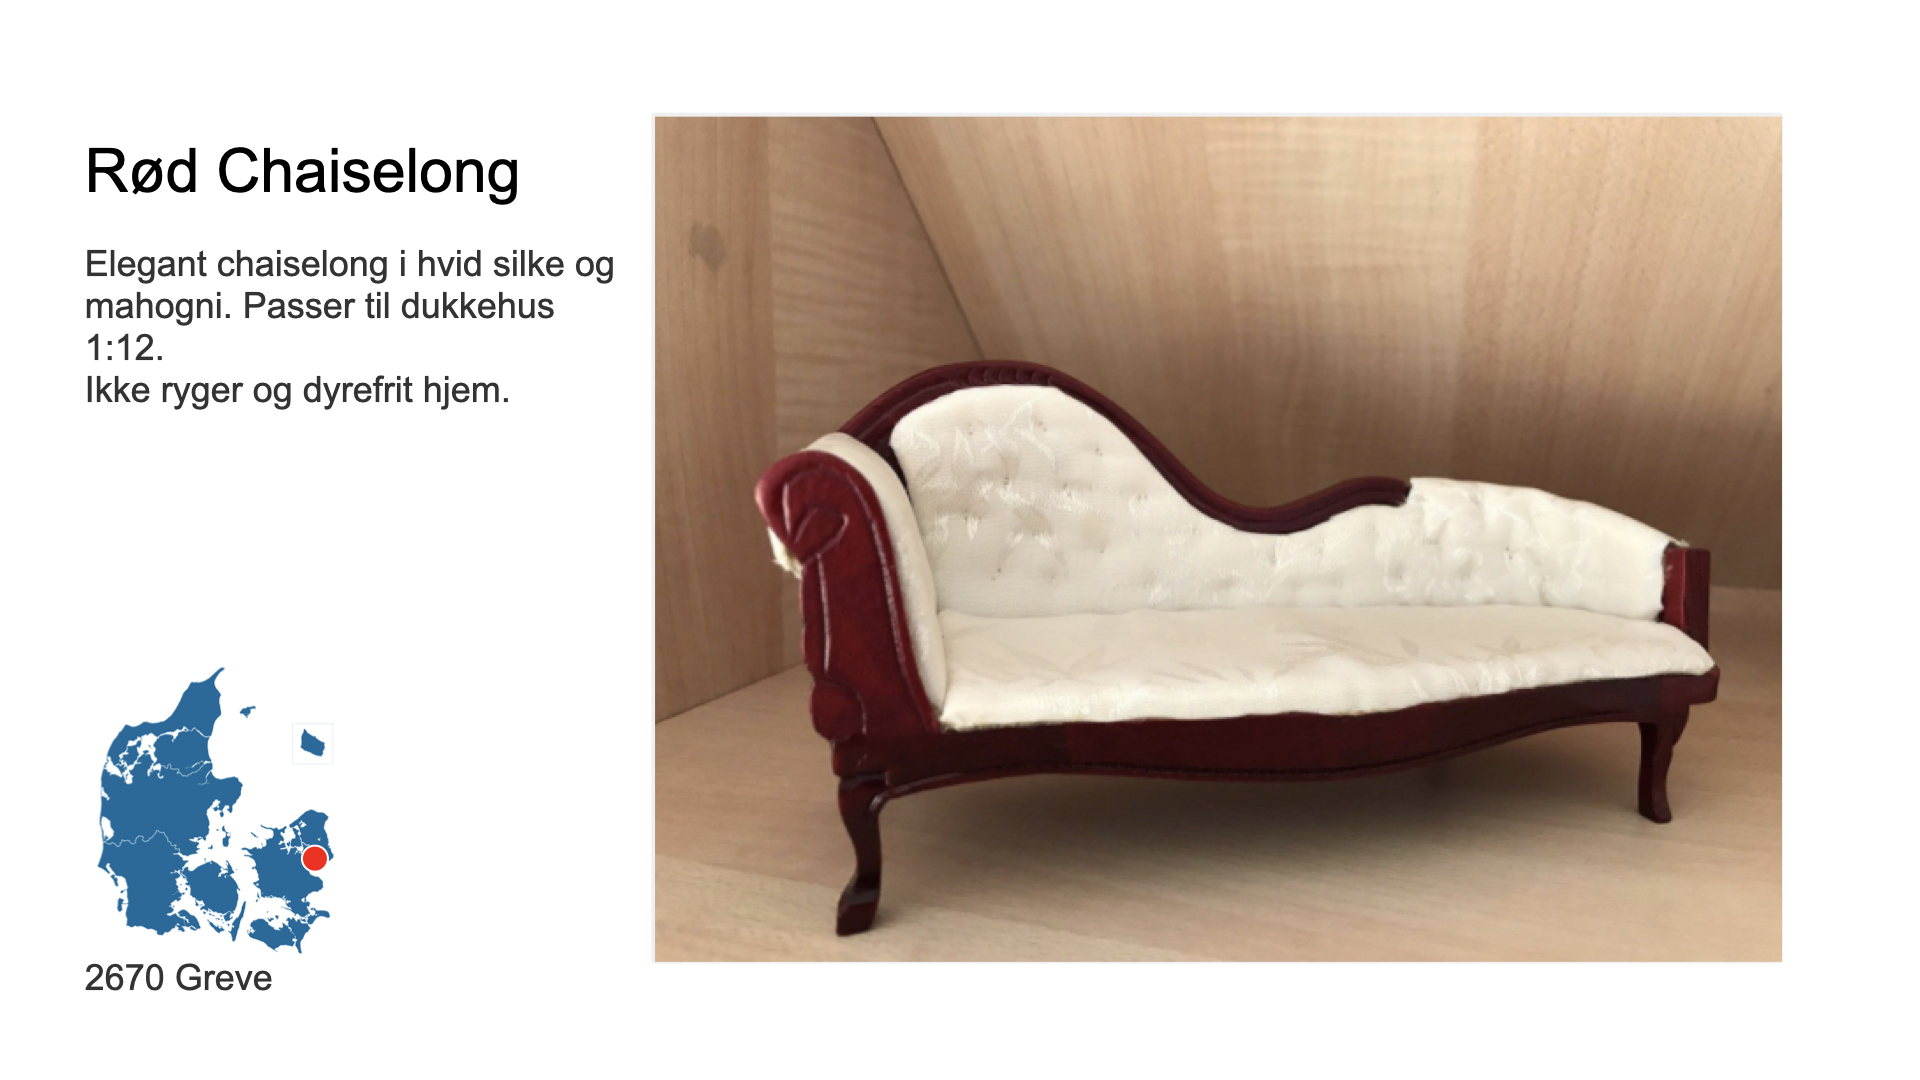 Rød Chaiselong
Elegant chaiselong i hvid silke og
mahogni. Passer til dukkehus
1:12.
Ikke ryger og dyrefrit hjem.
2670 Greve